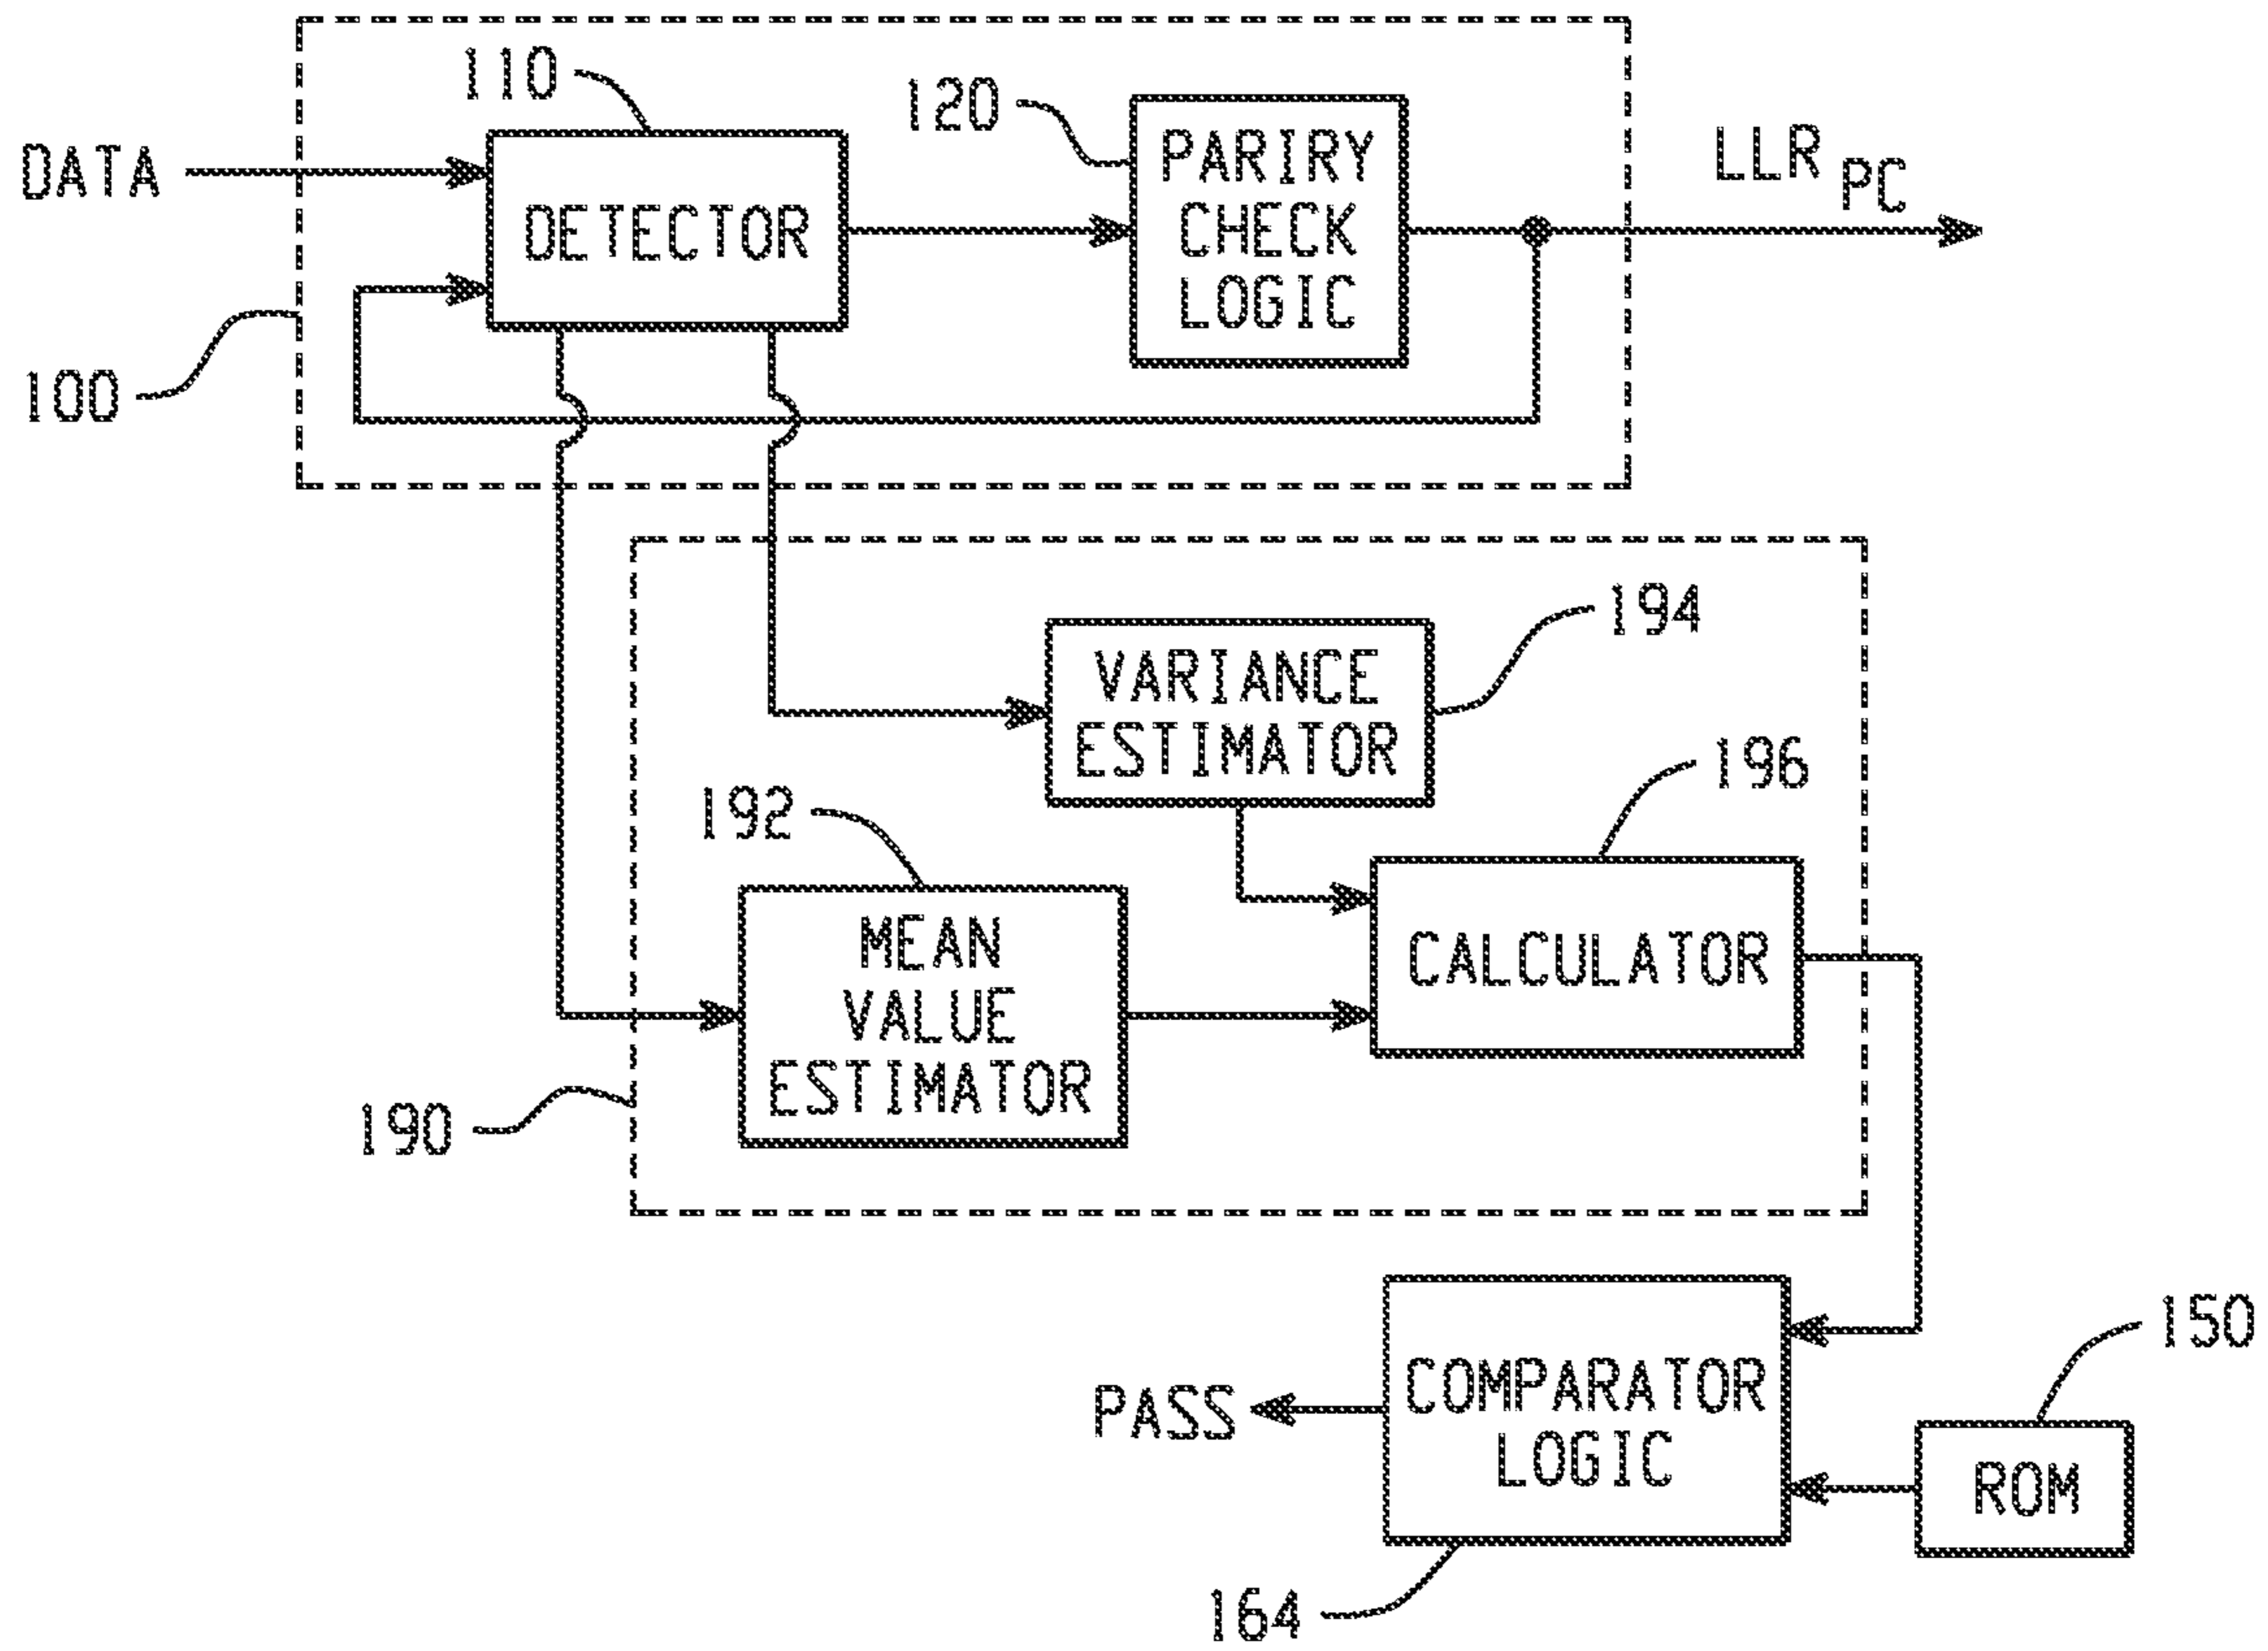 110
120
DATA
DETECTOR
PARIRY
CHECK
LOGIC
LLR PC
100
194
VARIANCE
ESTIMATOR
196
192
MEAN
VALUE
ESTIMATOR
CALCULATOR
190
150
PASS
COMPARATOR
LOGIC
ROM
164